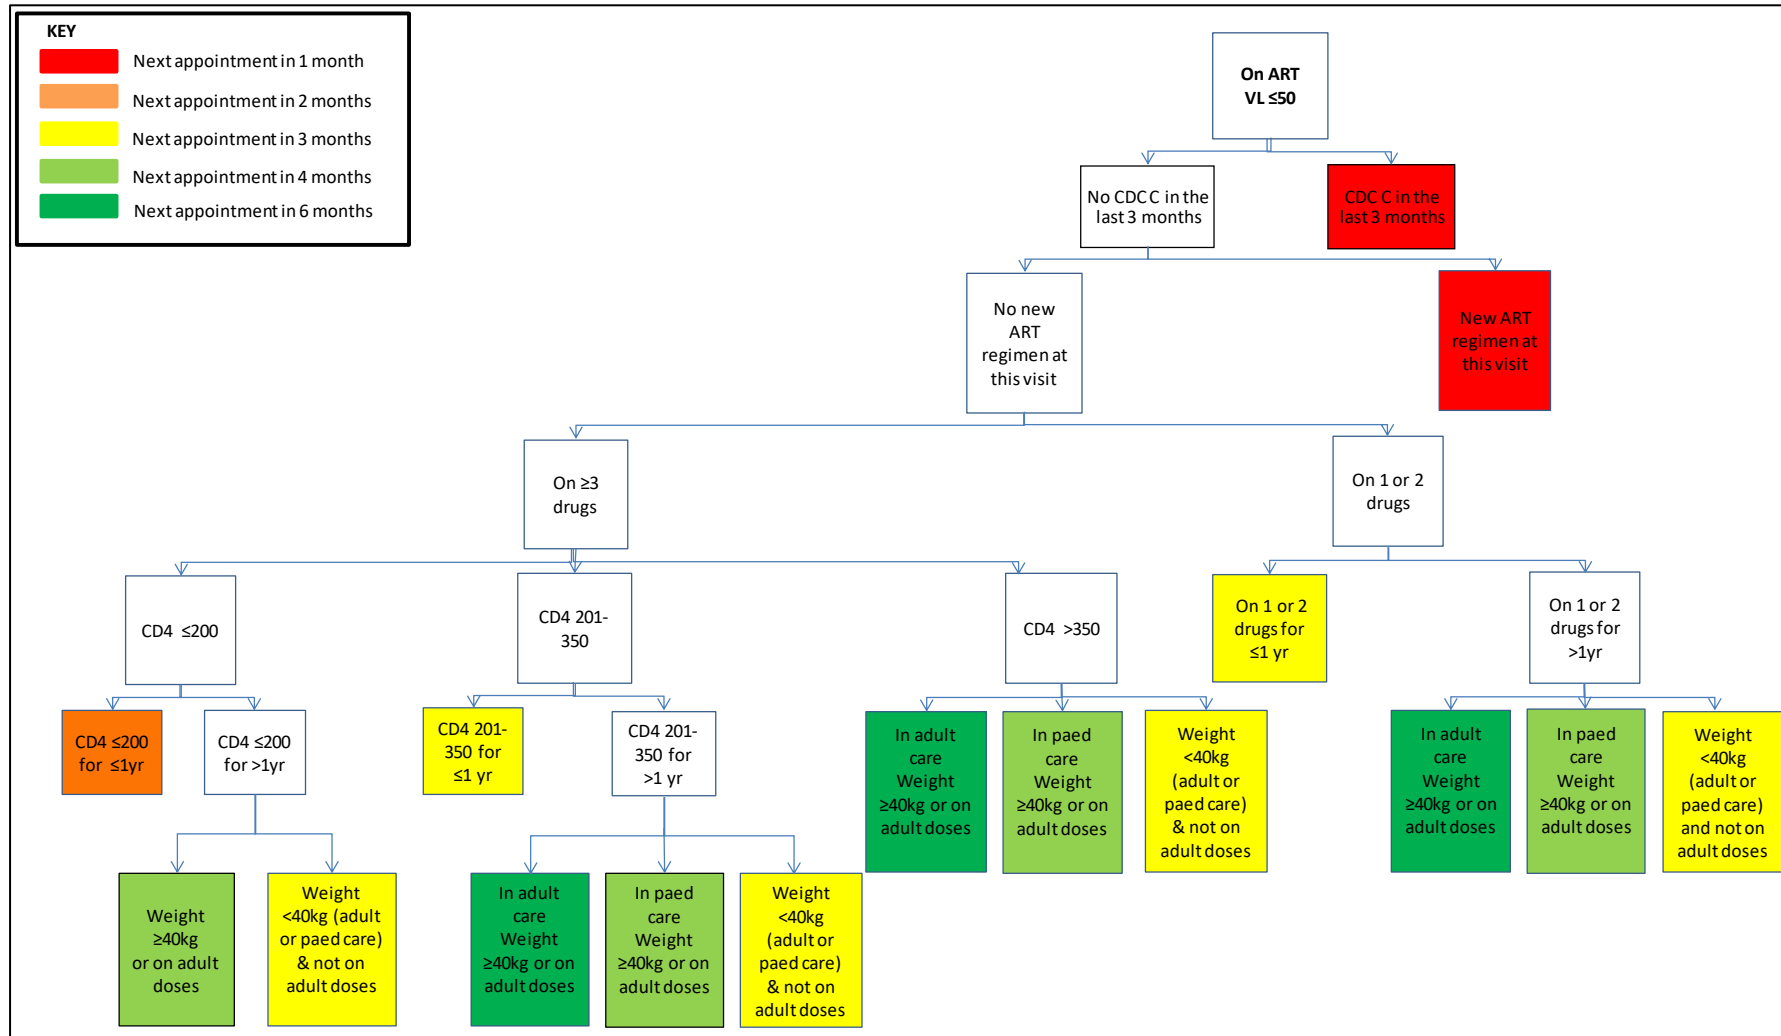 KEY
Next appointment in 1 month
Next appointment in 2 months
Next appointment in 3 months
Next appointment in 4 months
Next appointment in 6 months
On ART
VL ≤50
No CDC C in the
last 3 months
CDC C in the
last 3 months
No new
ART
regimen at
this visit
New ART
regimen at
this visit
On ≥3
drugs
On 1 or 2
drugs
CD4 ≤200
CD4 201-
350
CD4 >350
On 1 or 2
drugs for
≤1 yr
On 1 or 2
drugs for
>1yr
CD4 ≤200
for ≤1yr
CD4 ≤200
for >1yr
CD4 201-
350 for
≤1 yr
CD4 201-
350 for
>1 yr
In adult
care
Weight
≥40kg or on
adult doses
In paed
care
Weight
≥40kg or on
adult doses
Weight
<40kg
(adult or
paed care)
& not on
adult doses
In adult
care
Weight
≥40kg or on
adult doses
In paed
care
Weight
≥40kg or on
adult doses
Weight
<40kg
(adult or
paed care)
and not on
adult doses
Weight
≥40kg
or on adult
doses
Weight
<40kg (adult
or paed care)
& not on
adult doses
In adult
care
Weight
≥40kg or on
adult doses
In paed
care
Weight
≥40kg or on
adult doses
Weight
<40kg
(adult or
paed care)
& not on
adult doses